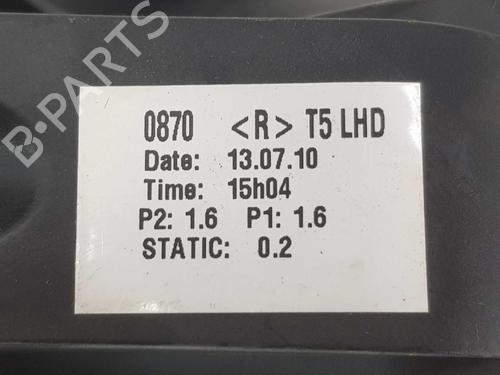 B-PARTS
0870 <R> T5 LHD
Date: 13.07.10
Time: 15h04
P2: 1.6 P1: 1.6
STATIC: 0.2